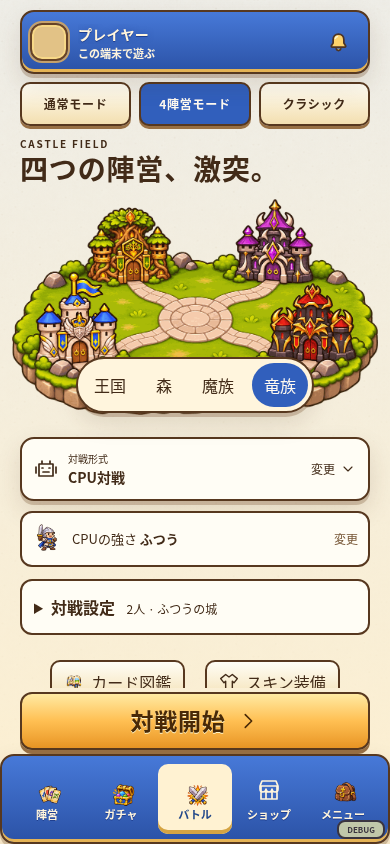 プレイヤー
この端末で遊ぶ
通常モード
4陣営モード
クラシック
CASTLE FIELD
四つの陣営、激突。
王国
森
魔族
竜族
対戦形式
CPU対戦
変更
CPUの強さ ふつう
変更
対戦設定 2人 · ふつうの城
カード図鑑
スキン装備
対戦開始
陣営
ガチャ
バトル
ショップ
メニュー
DEBUG